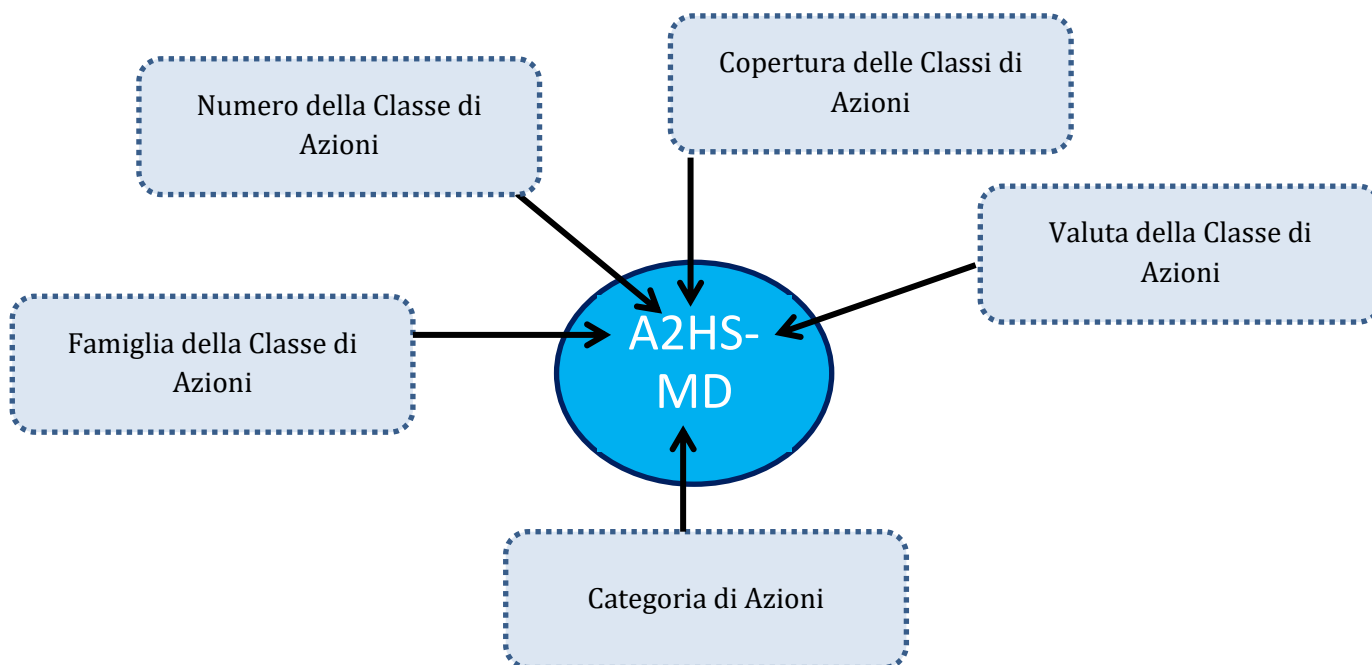 Copertura delle Classi di
Azioni
Numero della Classe di
Azioni
Valuta della Classe di
Azioni
Famiglia della Classe di
Azioni
A2HS-
MD
Categoria di Azioni